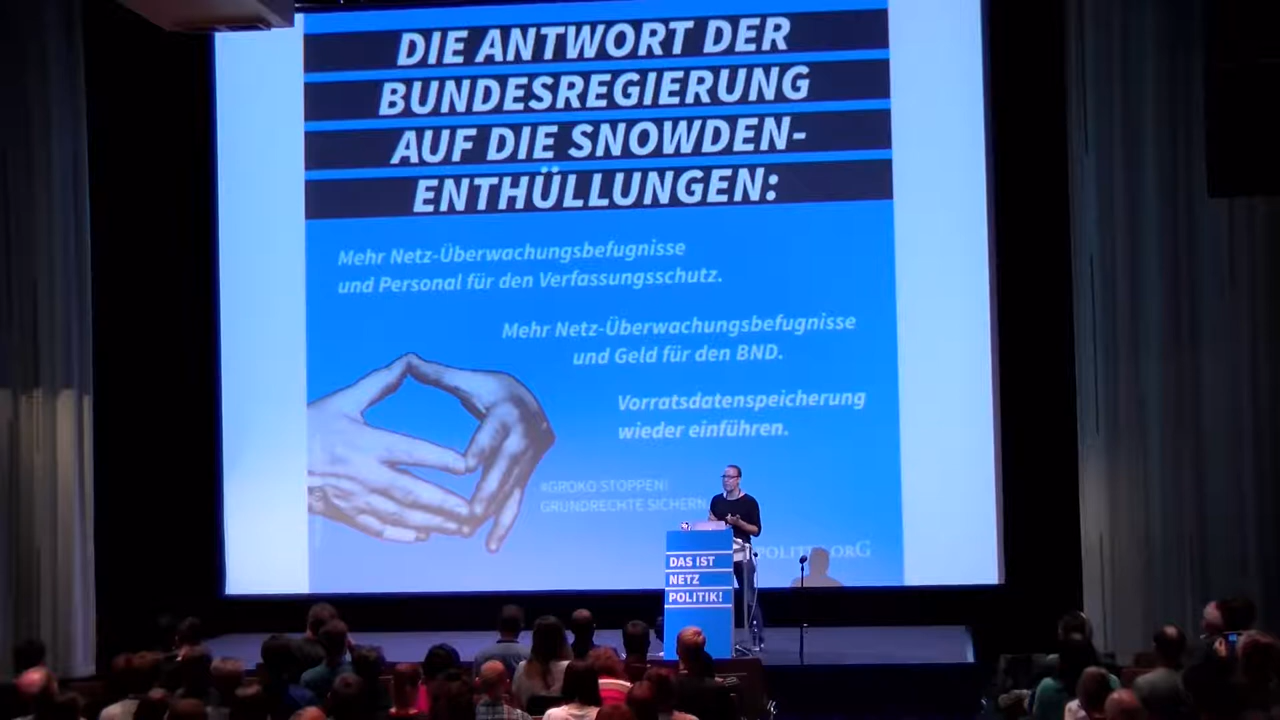 DIE ANTWORT DER
BUNDESREGIERUNG
AUF DIE SNOWDEN-
ENTHÜLLUNGEN:
Mehr Netz-Überwachungsbefugnisse
und Personal für den Verfassungsschutz.
Mehr Netz-Überwachungsbefugnisse
und Geld für den BND.
Vorratsdatenspeicherung
wieder einführen.
#GROKO STOPPEN!
GRUNDRECHTE SICHERN
DAS IST
NETZ
POLITIK!